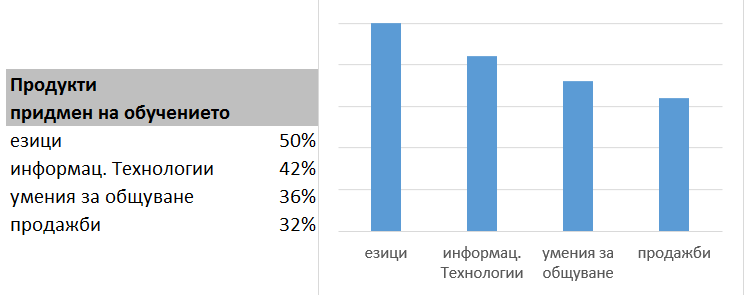 Продукти
придмен на обучението
езици 50%
информац. Технологии 42%
умения за общуване 36%
продажби 32%
езици
информац.
Технологии
умения за
общуване
продажби